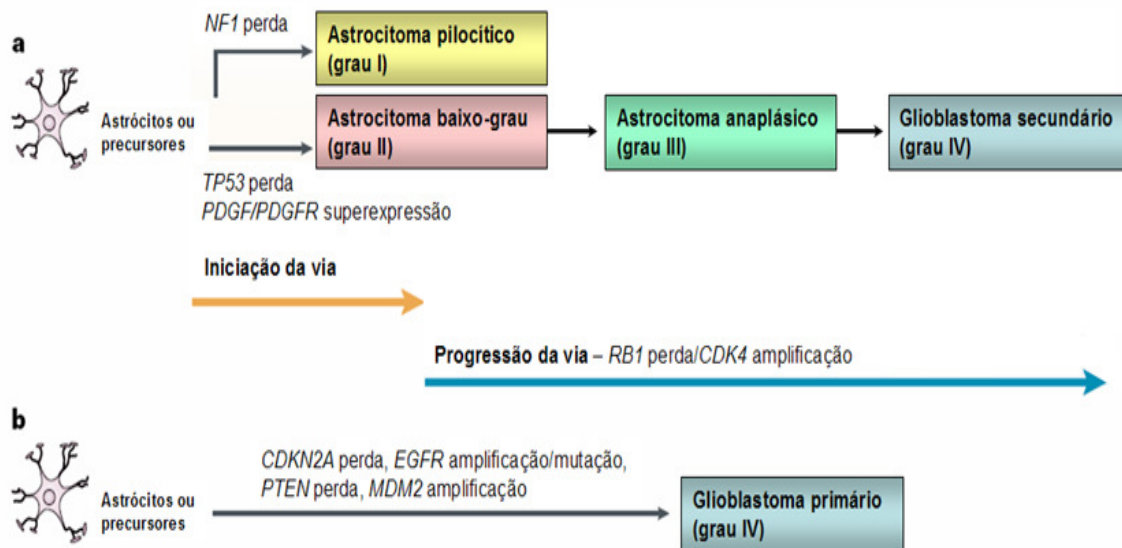 a
NF1 perda
Astrocitoma pilocítico
(grau I)
Astrócitos ou
precursores
Astrocitoma baixo-grau
(grau II)
Astrocitoma anaplásico
(grau III)
Glioblastoma secundário
(grau IV)
TP53 perda
PDGF/PDGFR superexpressão
Iniciação da via
Progressão da via – RB1 perda/CDK4 amplificação
b
CDKN2A perda, EGFR amplificação/mutação,
PTEN perda, MDM2 amplificação
Astrócitos ou
precursores
Glioblastoma primário
(grau IV)